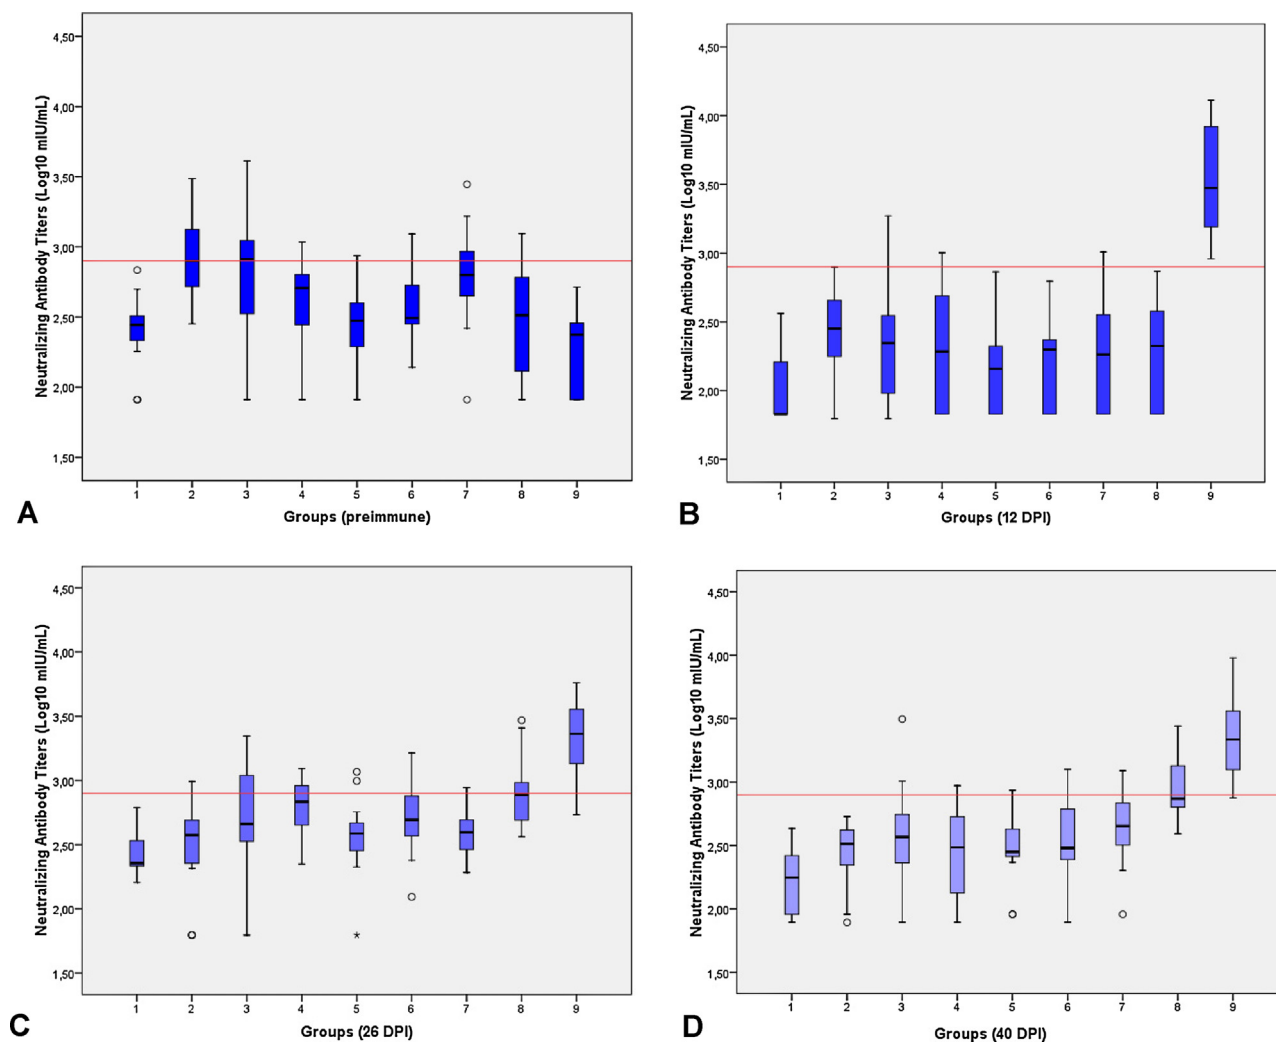 4,50
4,00
3,50
3,00
2,50
2,00
1,50
Neutralizing Antibody Titers (Log10 mIU/mL)
1 2 3 4 5 6 7 8 9
Groups (preimmune)
A
4,50
4,00
3,50
3,00
2,50
2,00
1,50
Neutralizing Antibody Titers (Log10 mIU/mL)
1 2 3 4 5 6 7 8 9
Groups (12 DPI)
B
4,50
4,00
3,50
3,00
2,50
2,00
1,50
Neutralizing Antibody Titers (Log10 mIU/mL)
1 2 3 4 5 6 7 8 9
Groups (26 DPI)
C
4,50
4,00
3,50
3,00
2,50
2,00
1,50
Neutralizing Antibody Titers (Log10 mIU/mL)
1 2 3 4 5 6 7 8 9
Groups (40 DPI)
D